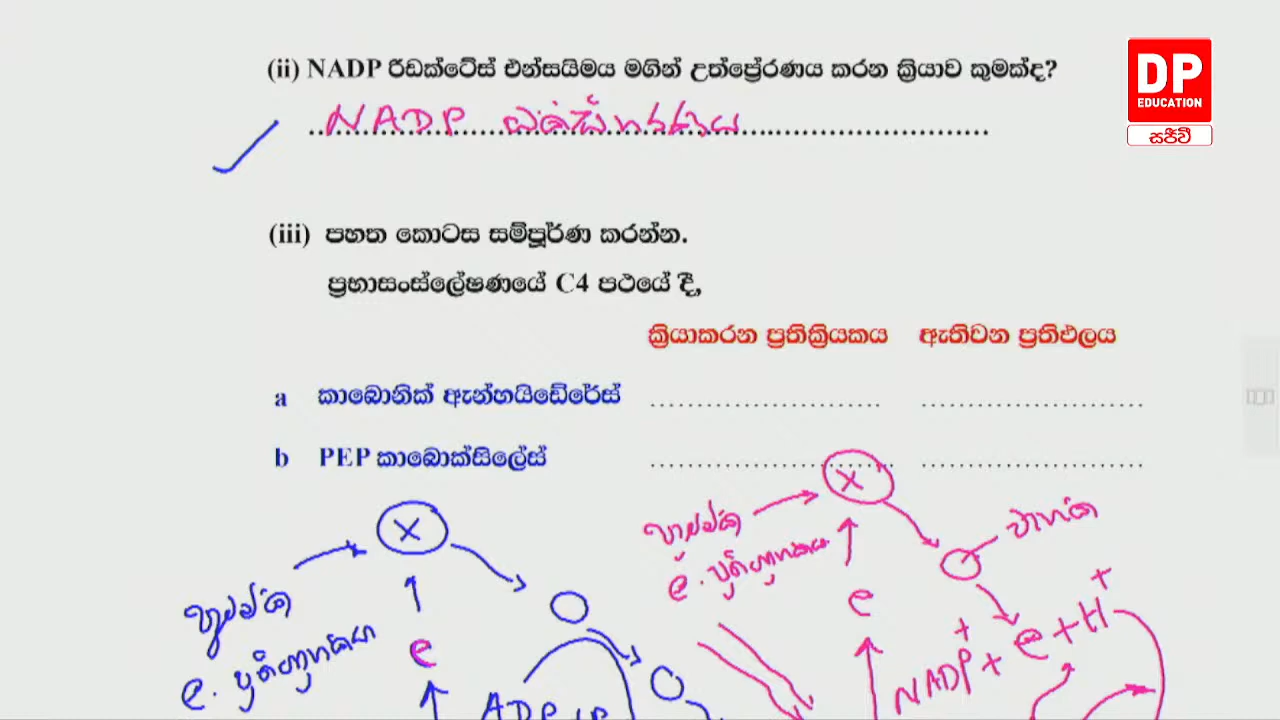 (ii) NADP රිඩක්ටේස් එන්සයිමය මගින් උත්ප්‍රේරණය කරන ක්‍රියාව කුමක්ද?
NADP ඔක්සිහරණය
DP
EDUCATION
සජීවී
(iii) පහත කොටස සම්පූර්ණ කරන්න.
ප්‍රභාසංස්ලේෂණයේ C4 පථයේ දී,
ක්‍රියාකරන ප්‍රතික්‍රියකය ඇතිවන ප්‍රතිඵලය
a කාබොනික් ඇන්හයිඩේරේස් ........................ ........................
b PEP කාබොක්සිලේස් ........................ ........................
X
X
ප්‍රාථමික
e. ප්‍රතිග්‍රාහකය
වාහක
ප්‍රාථමික
e. ප්‍රතිග්‍රාහකය
e
e
NADP⁺ + e + H⁺
ADP